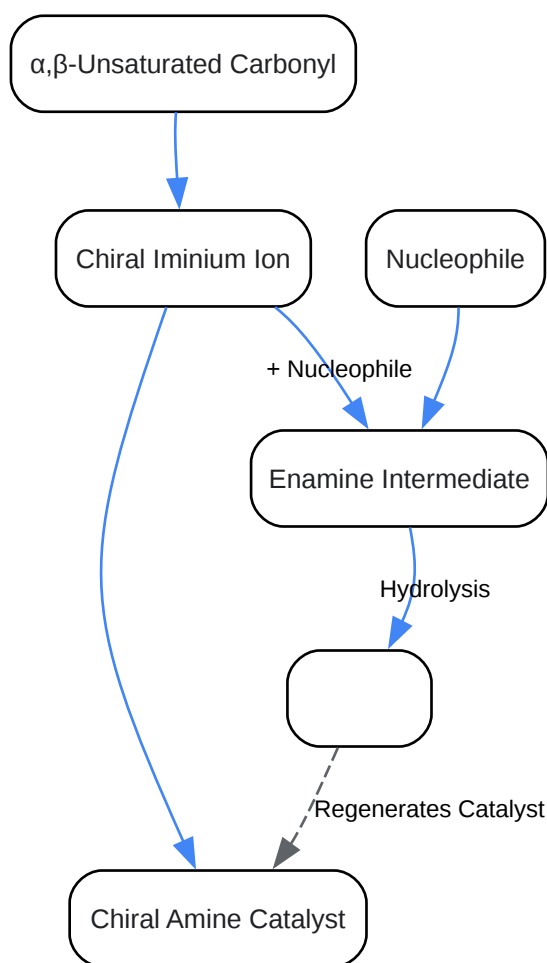 α,β-Unsaturated Carbonyl
Chiral Iminium Ion
Nucleophile
+ Nucleophile
Enamine Intermediate
Hydrolysis
Regenerates Catalyst
Chiral Amine Catalyst